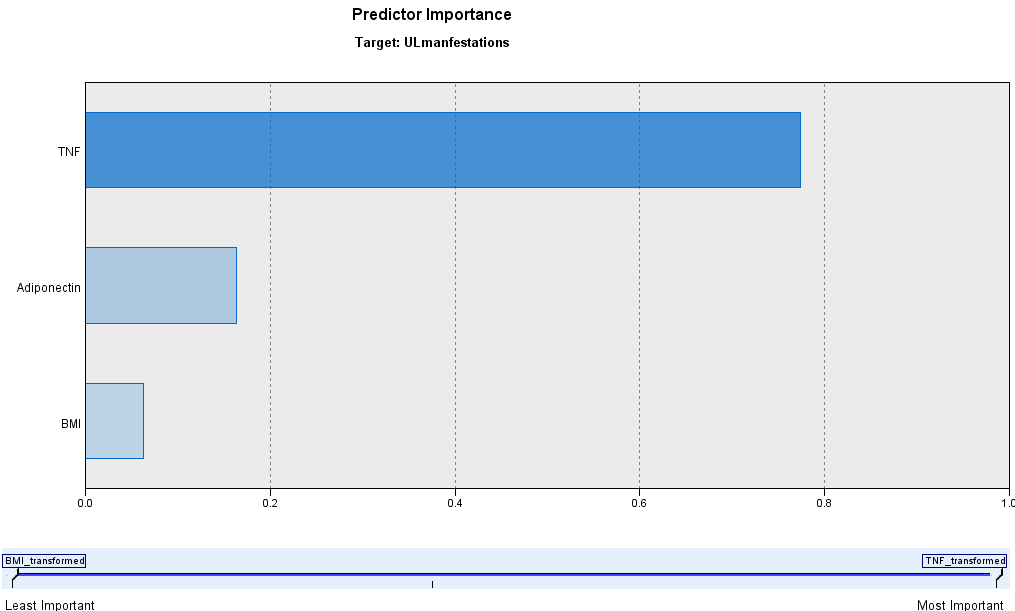 Predictor Importance
Target: ULmanfestations
TNF
Adiponectin
BMI
0.0 0.2 0.4 0.6 0.8 1.0
BMI_transformed TNF_transformed
Least Important Most Important